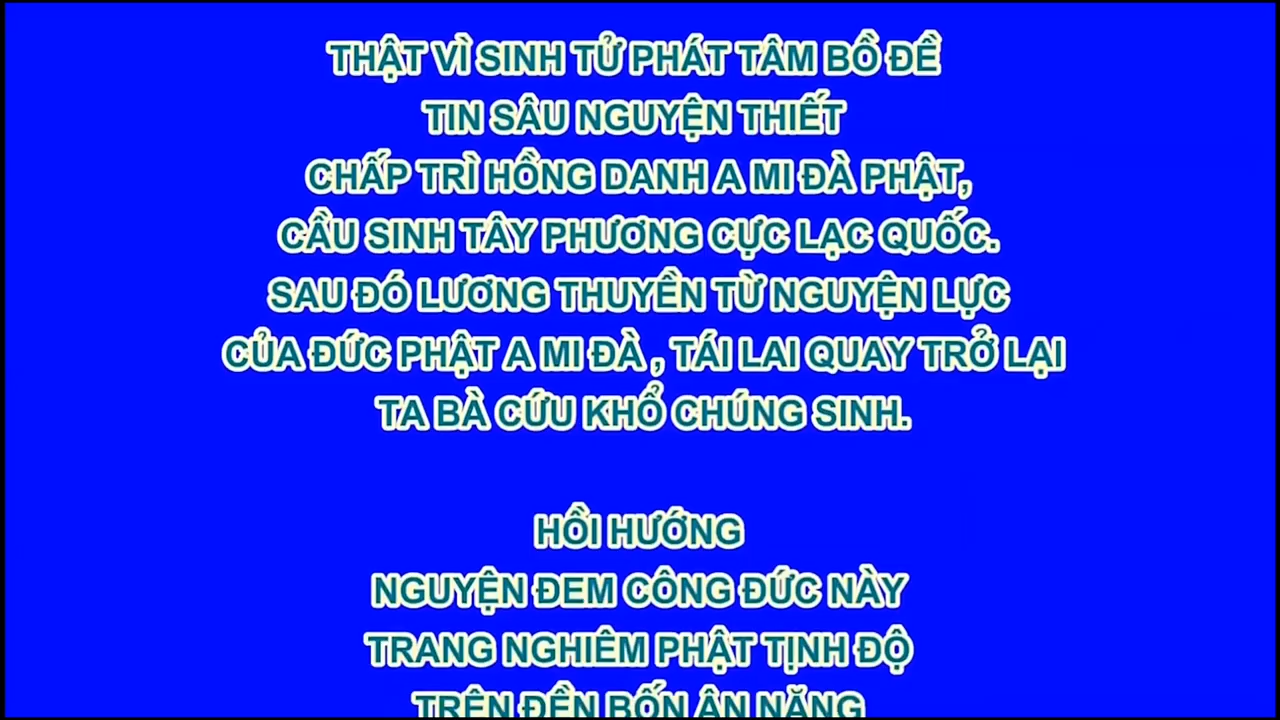 THẬT VÌ SINH TỬ PHÁT TÂM BỒ ĐỀ
TIN SÂU NGUYỆN THIẾT
CHẤP TRÌ HỒNG DANH A MI ĐÀ PHẬT,
CẦU SINH TÂY PHƯƠNG CỰC LẠC QUỐC.
SAU ĐÓ LƯƠNG THUYỀN TỪ NGUYỆN LỰC
CỦA ĐỨC PHẬT A MI ĐÀ , TÁI LAI QUAY TRỞ LẠI
TA BÀ CỨU KHỔ CHÚNG SINH.
HỒI HƯỚNG
NGUYỆN ĐEM CÔNG ĐỨC NÀY
TRANG NGHIÊM PHẬT TỊNH ĐỘ
TRÊN ĐỀN BỐN ÂN NẶNG